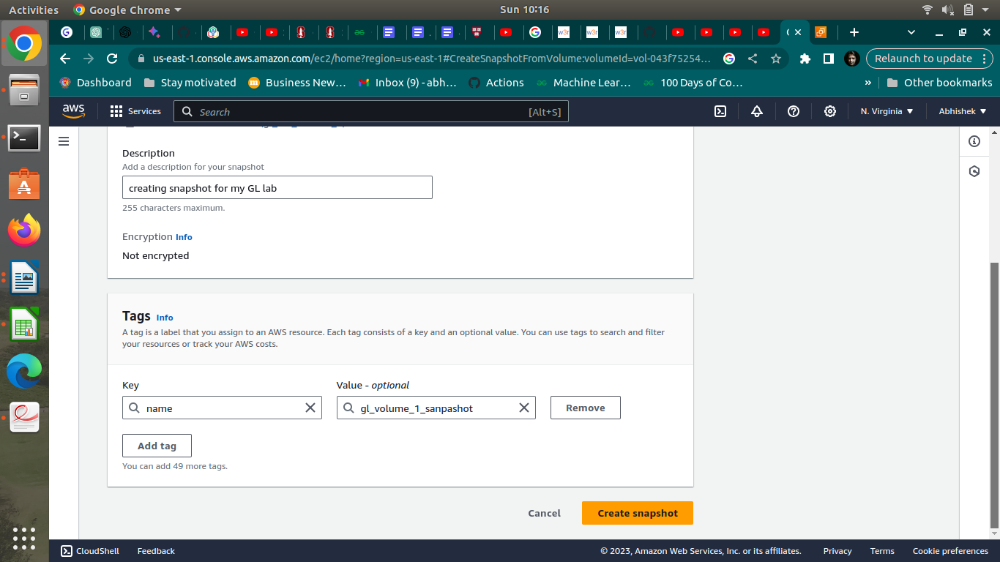 Activities
Google Chrome
Sun 10:16
us-east-1.console.aws.amazon.com/ec2/home?region=us-east-1#CreateSnapshotFromVolume:volumeId=vol-043f75254…
Relaunch to update
Dashboard
Stay motivated
Business New…
Inbox (9) - abh…
Actions
Machine Lear…
100 Days of Co…
»
Other bookmarks
aws
Services
Search
[Alt+S]
N. Virginia
Abhishek
Description
Add a description for your snapshot
creating snapshot for my GL lab
255 characters maximum.
Encryption Info
Not encrypted
Tags Info
A tag is a label that you assign to an AWS resource. Each tag consists of a key and an optional value. You can use tags to search and filter
your resources or track your AWS costs.
Key
Value - optional
name
gl_volume_1_sanpashot
Remove
Add tag
You can add 49 more tags.
Cancel
Create snapshot
CloudShell
Feedback
© 2023, Amazon Web Services, Inc. or its affiliates.
Privacy
Terms
Cookie preferences